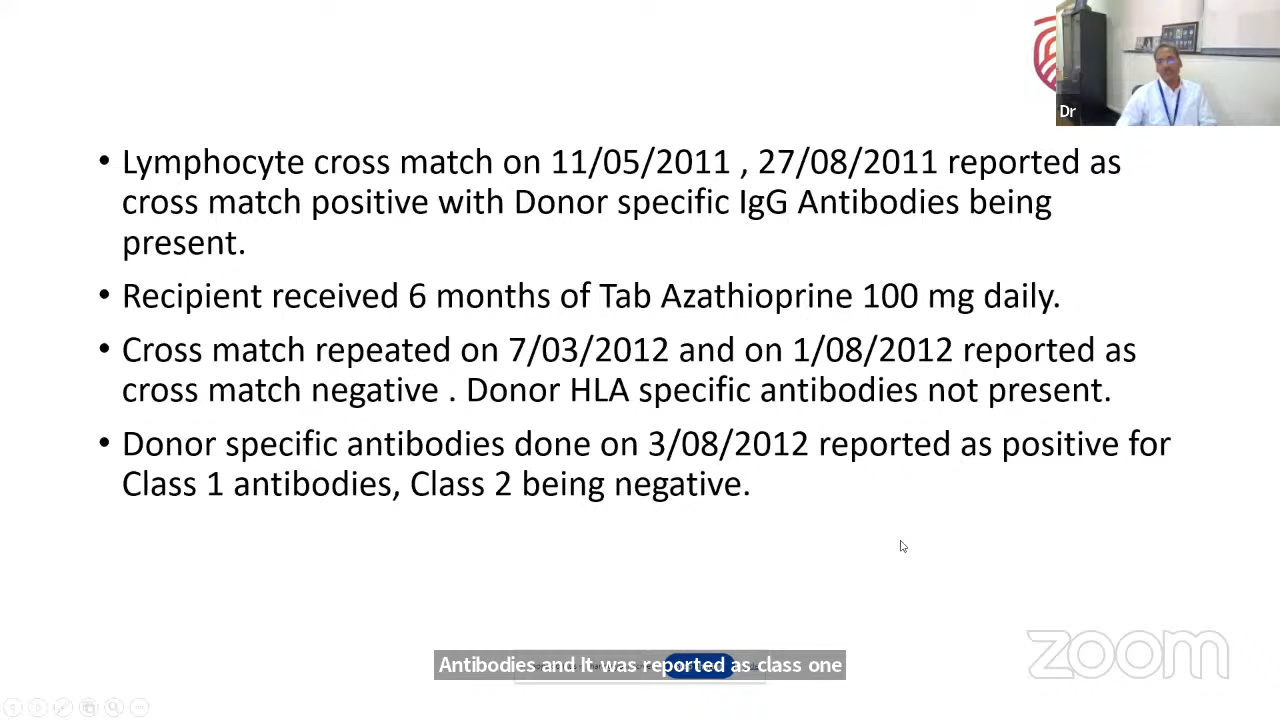 Dr
• Lymphocyte cross match on 11/05/2011 , 27/08/2011 reported as
cross match positive with Donor specific IgG Antibodies being
present.
• Recipient received 6 months of Tab Azathioprine 100 mg daily.
• Cross match repeated on 7/03/2012 and on 1/08/2012 reported as
cross match negative . Donor HLA specific antibodies not present.
• Donor specific antibodies done on 3/08/2012 reported as positive for
Class 1 antibodies, Class 2 being negative.
zoom
Antibodies and It was reported as class one